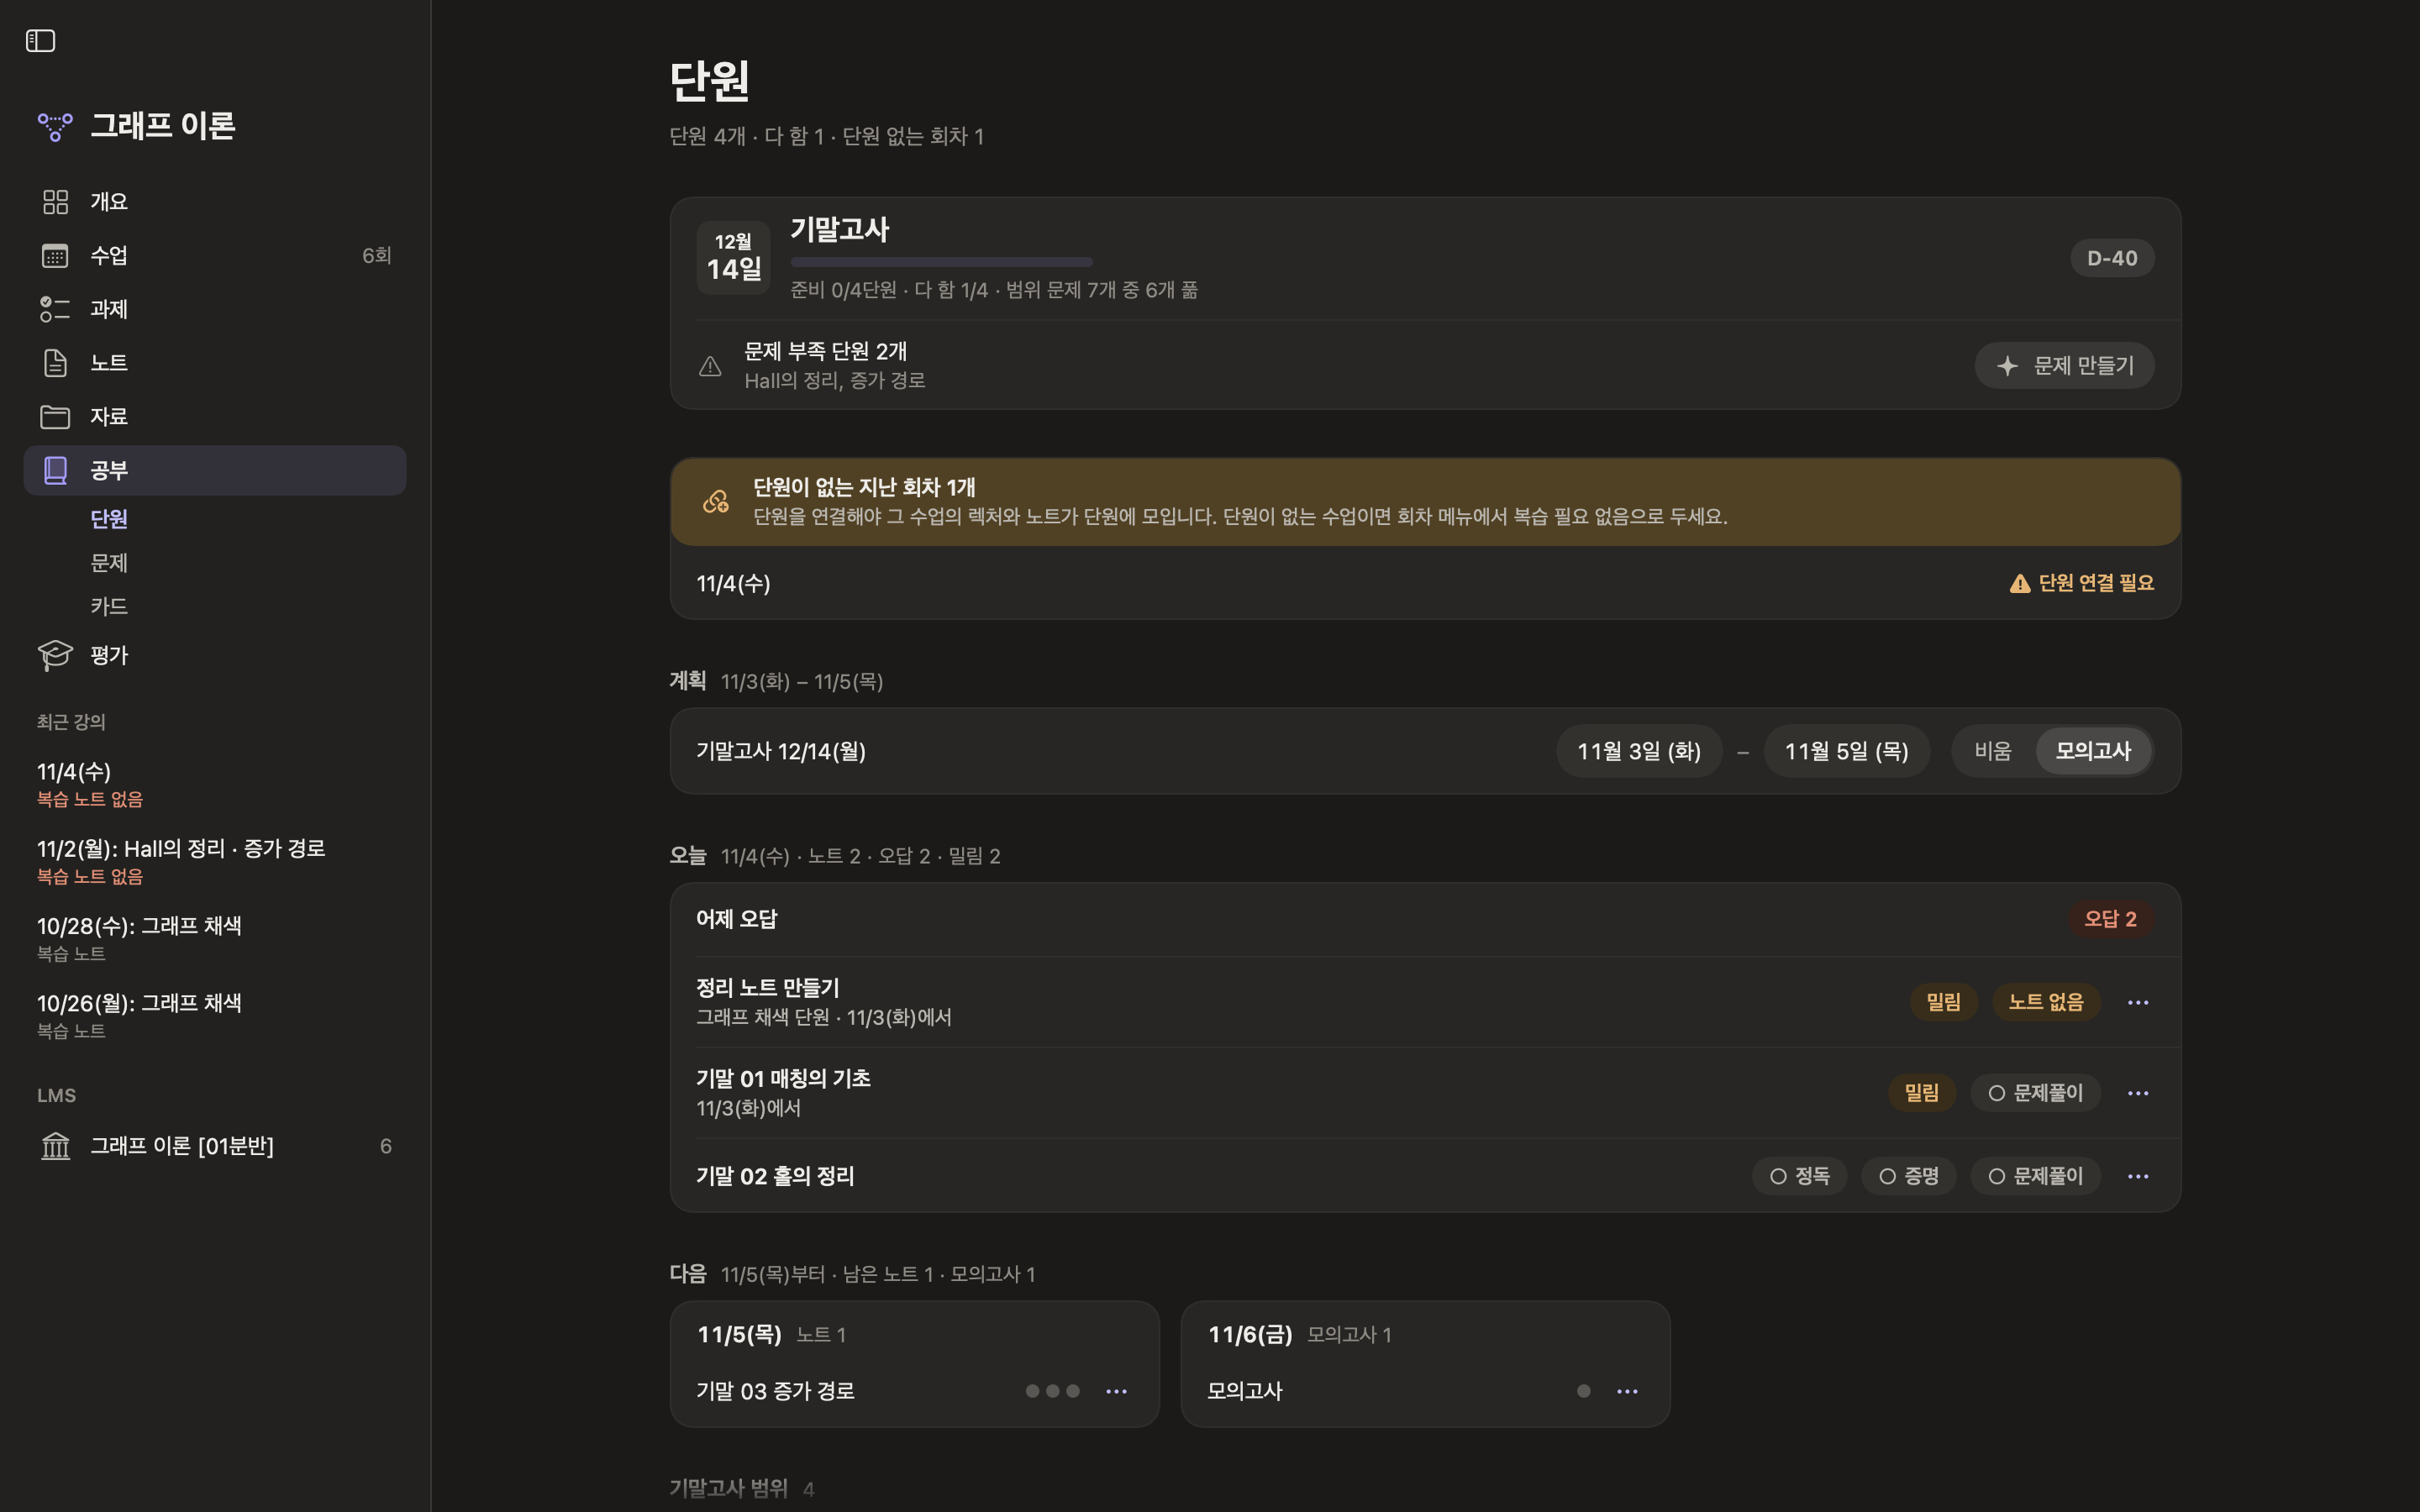 그래프 이론
개요
수업 6회
과제
노트
자료
공부
단원
문제
카드
평가
최근 강의
11/4(수)
복습 노트 없음
11/2(월): Hall의 정리 · 증가 경로
복습 노트 없음
10/28(수): 그래프 채색
복습 노트
10/26(월): 그래프 채색
복습 노트
LMS
그래프 이론 [01분반] 6
단원
단원 4개 · 다 함 1 · 단원 없는 회차 1
12월
14일
기말고사
준비 0/4단원 · 다 함 1/4 · 범위 문제 7개 중 6개 풂
D-40
문제 부족 단원 2개
Hall의 정리, 증가 경로
문제 만들기
단원이 없는 지난 회차 1개
단원을 연결해야 그 수업의 렉처와 노트가 단원에 모입니다. 단원이 없는 수업이면 회차 메뉴에서 복습 필요 없음으로 두세요.
11/4(수) 단원 연결 필요
계획 11/3(화) – 11/5(목)
기말고사 12/14(월) 11월 3일 (화) – 11월 5일 (목) 비움 모의고사
오늘 11/4(수) · 노트 2 · 오답 2 · 밀림 2
어제 오답 오답 2
정리 노트 만들기
그래프 채색 단원 · 11/3(화)에서
밀림 노트 없음
기말 01 매칭의 기초
11/3(화)에서
밀림 문제풀이
기말 02 홀의 정리 정독 증명 문제풀이
다음 11/5(목)부터 · 남은 노트 1 · 모의고사 1
11/5(목) 노트 1
기말 03 증가 경로
11/6(금) 모의고사 1
모의고사
기말고사 범위 4